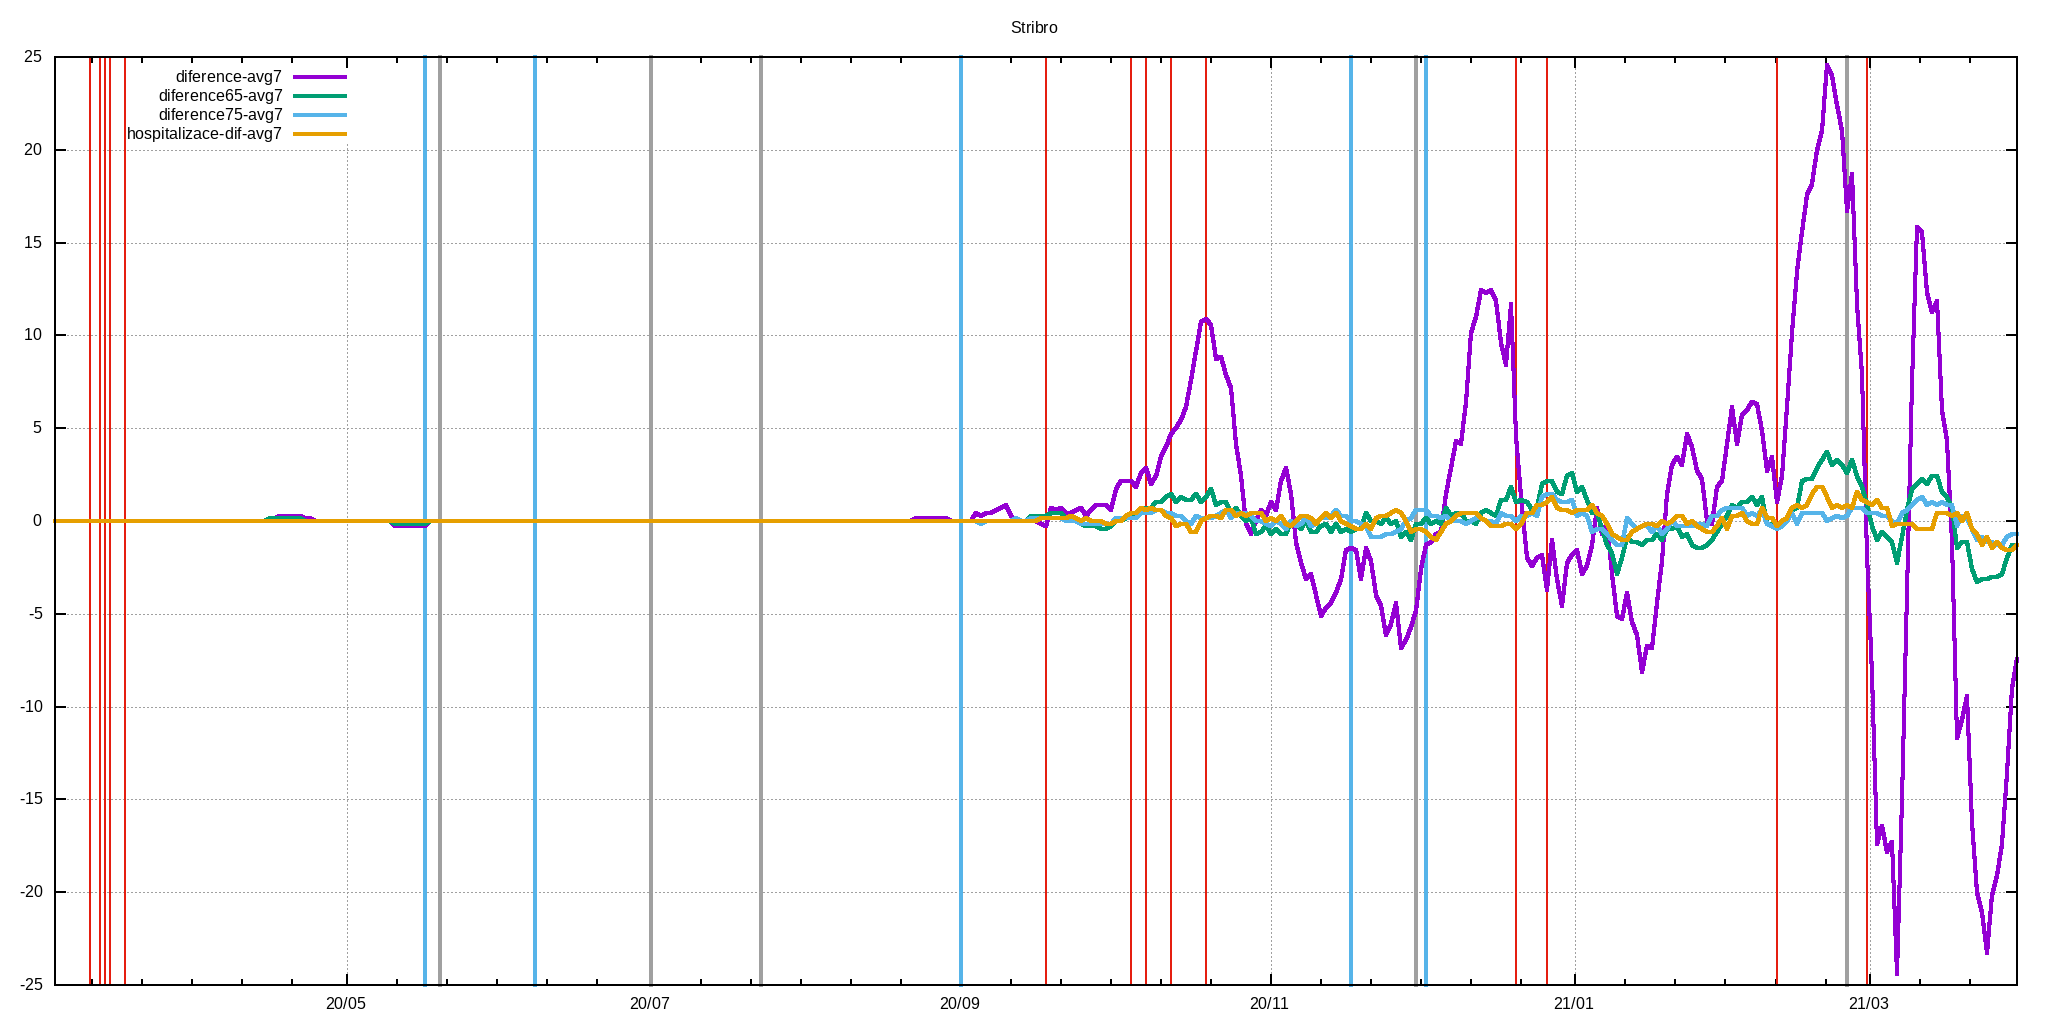 Stribro
25
diference-avg7
diference65-avg7
diference75-avg7
hospitalizace-dif-avg7
20
15
10
5
0
-5
-10
-15
-20
-25
20/05 20/07 20/09 20/11 21/01 21/03